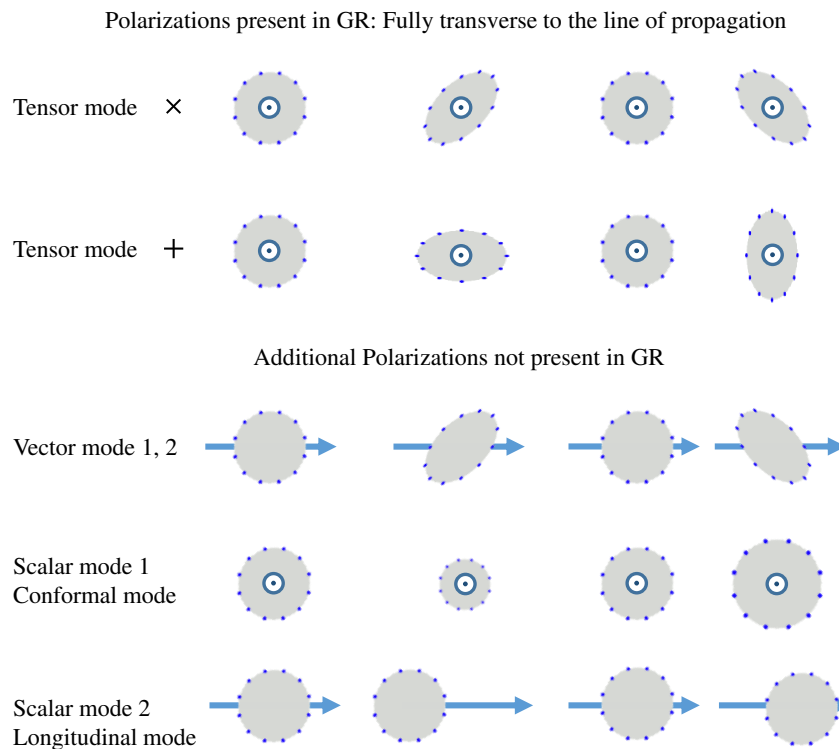 Polarizations present in GR: Fully transverse to the line of propagation
Tensor mode ×
Tensor mode +
Additional Polarizations not present in GR
Vector mode 1, 2
Scalar mode 1
Conformal mode
Scalar mode 2
Longitudinal mode